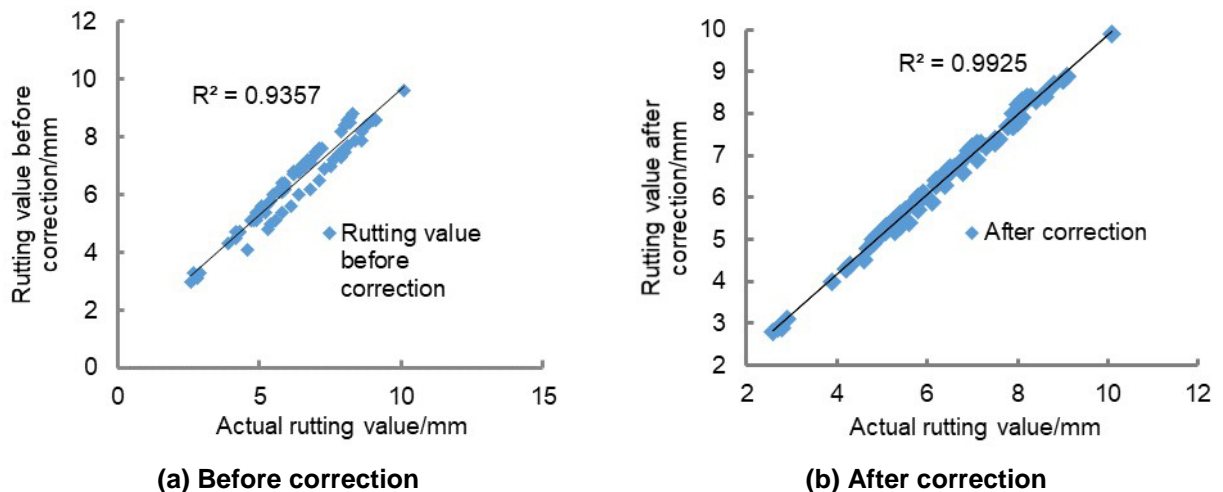 12
10
8
6
4
2
0
0
5
10
15
Rutting value before
correction/mm
R² = 0.9357
Rutting value
before
correction
Actual rutting value/mm
(a) Before correction
10
9
8
7
6
5
4
3
2
2
4
6
8
10
12
Rutting value after
correction/mm
R² = 0.9925
After correction
Actual rutting value/mm
(b) After correction